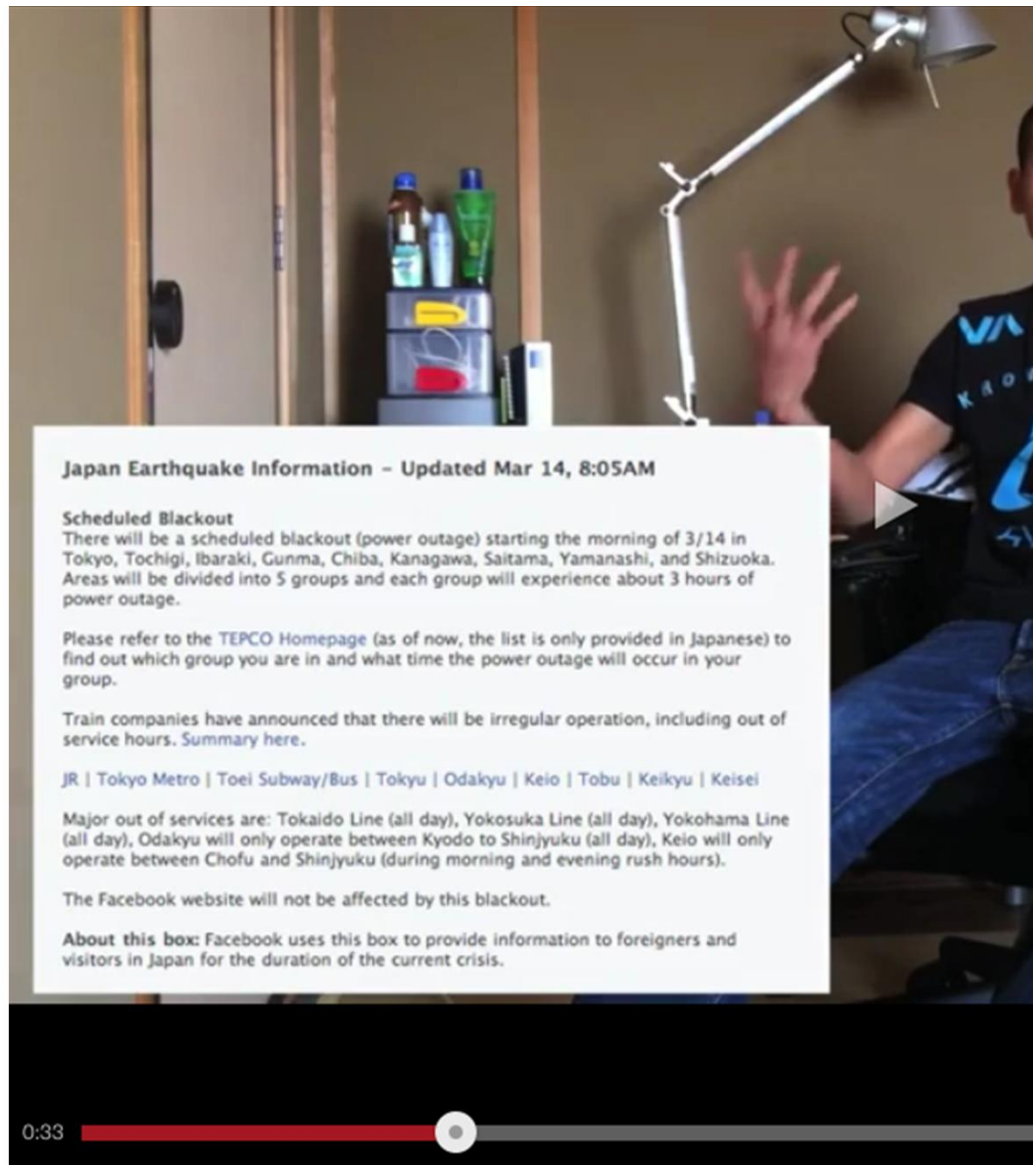 Japan Earthquake Information – Updated Mar 14, 8:05AM
Scheduled Blackout
There will be a scheduled blackout (power outage) starting the morning of 3/14 in
Tokyo, Tochigi, Ibaraki, Gunma, Chiba, Kanagawa, Saitama, Yamanashi, and Shizuoka.
Areas will be divided into 5 groups and each group will experience about 3 hours of
power outage.
Please refer to the TEPCO Homepage (as of now, the list is only provided in Japanese) to
find out which group you are in and what time the power outage will occur in your
group.
Train companies have announced that there will be irregular operation, including out of
service hours. Summary here.
JR | Tokyo Metro | Toei Subway/Bus | Tokyu | Odakyu | Keio | Tobu | Keikyu | Keisei
Major out of services are: Tokaido Line (all day), Yokosuka Line (all day), Yokohama Line
(all day), Odakyu will only operate between Kyodo to Shinjyuku (all day), Keio will only
operate between Chofu and Shinjyuku (during morning and evening rush hours).
The Facebook website will not be affected by this blackout.
About this box: Facebook uses this box to provide information to foreigners and
visitors in Japan for the duration of the current crisis.
0:33